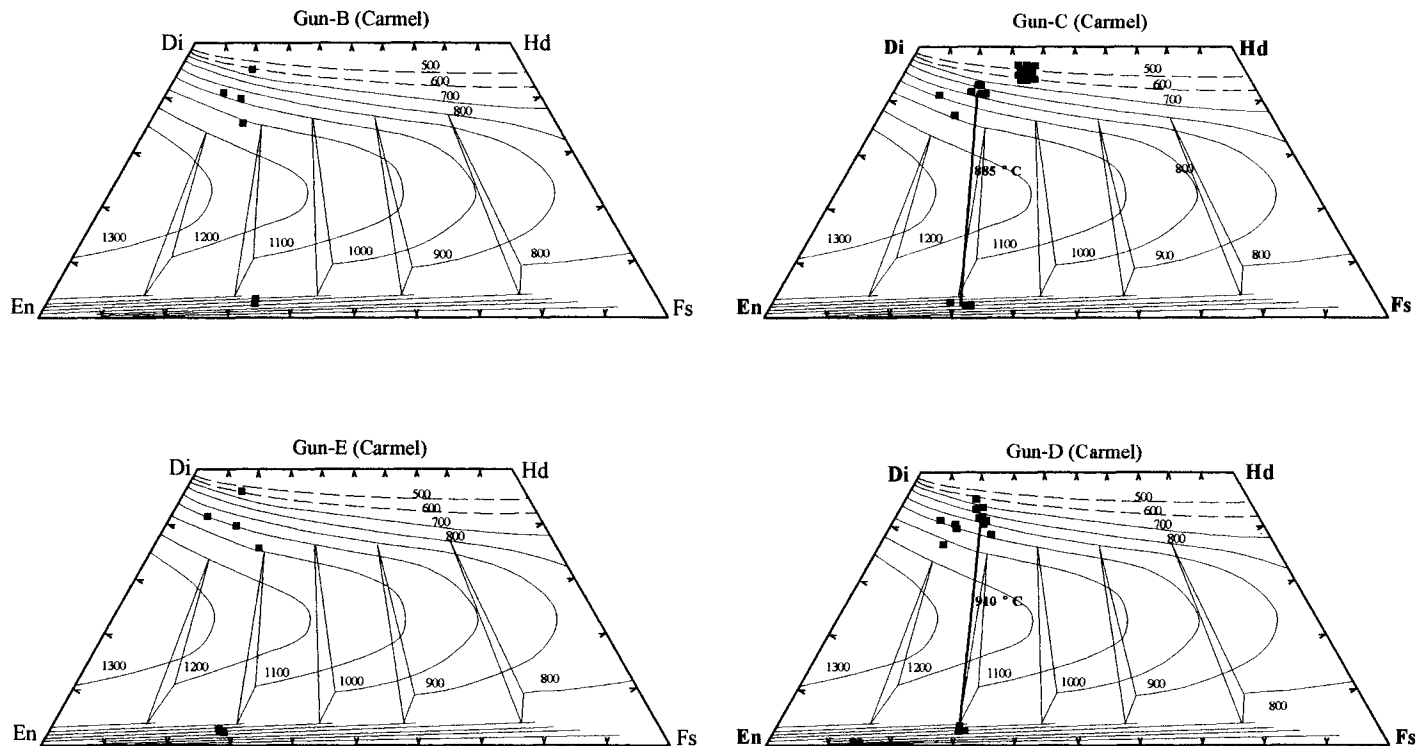 Gun-B (Carmel)
Di
Hd
500
600
700
800
1300
1200
1100
1000
900
800
En
Fs
Gun-C (Carmel)
Di
Hd
500
600
700
800
885 °C
800
1300
1200
1100
1000
900
800
En
Fs
Gun-E (Carmel)
Di
Hd
500
600
700
800
1300
1200
1100
1000
900
800
En
Fs
Gun-D (Carmel)
Di
Hd
500
600
700
800
910 °C
1300
1200
1100
1000
900
800
En
Fs